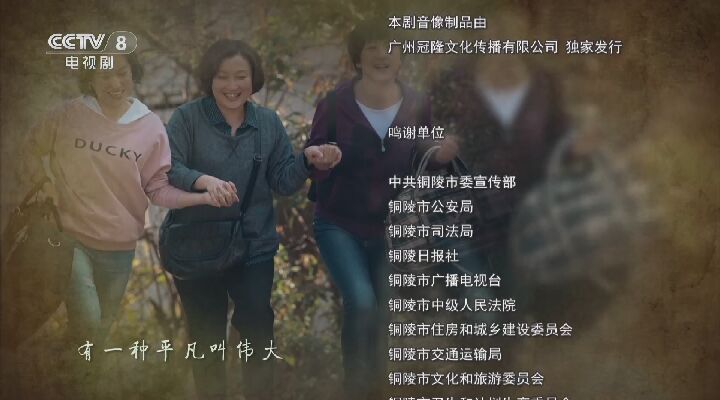 CCTV 8
电视剧
DUCKY
本剧音像制品由
广州冠隆文化传播有限公司 独家发行
鸣谢单位
中共铜陵市委宣传部
铜陵市公安局
铜陵市司法局
铜陵日报社
铜陵市广播电视台
铜陵市中级人民法院
铜陵市住房和城乡建设委员会
铜陵市交通运输局
铜陵市文化和旅游委员会
有一种平凡叫伟大